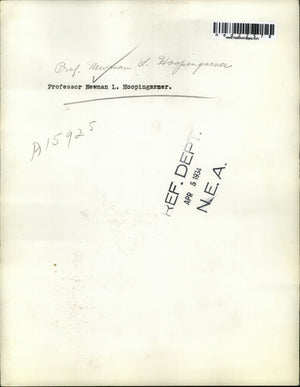 Prof. Newman L. Hoopingarner
Professor Newman L. Hoopingarner.
A15925
REF. DEPT.
APR 5 1934
N.E.A.